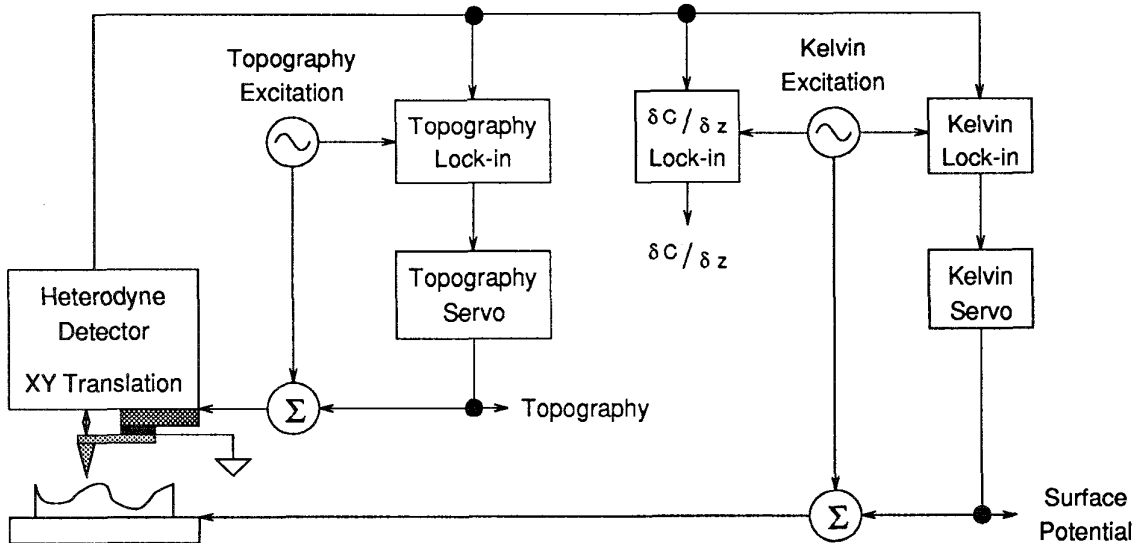 Topography
Excitation
Kelvin
Excitation
Topography
Lock-in
δC/δz
Lock-in
Kelvin
Lock-in
δC/δz
Topography
Servo
Kelvin
Servo
Heterodyne
Detector
XY Translation
Σ
Topography
Σ
Surface
Potential